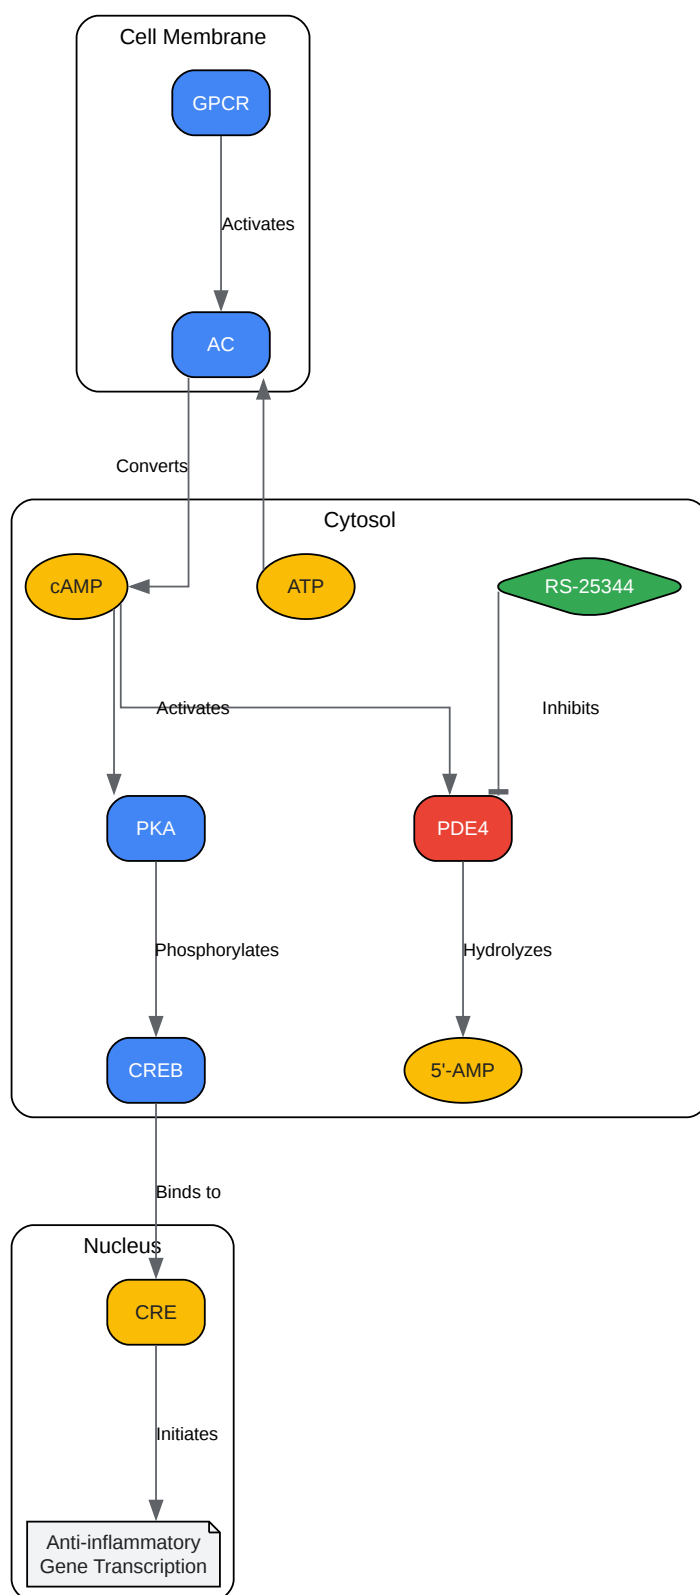 Cell Membrane
GPCR
Activates
AC
Converts
Cytosol
cAMP
ATP
RS-25344
Activates
Inhibits
PKA
PDE4
Phosphorylates
Hydrolyzes
CREB
5'-AMP
Binds to
Nucleus
CRE
Initiates
Anti-inflammatory
Gene Transcription